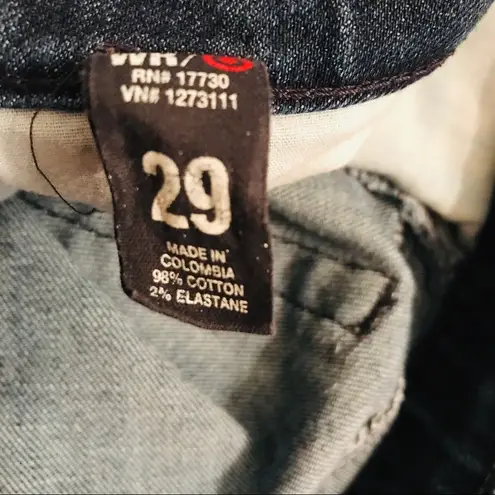 RN# 17730
VN# 1273111
29
MADE IN
COLOMBIA
98% COTTON
2% ELASTANE